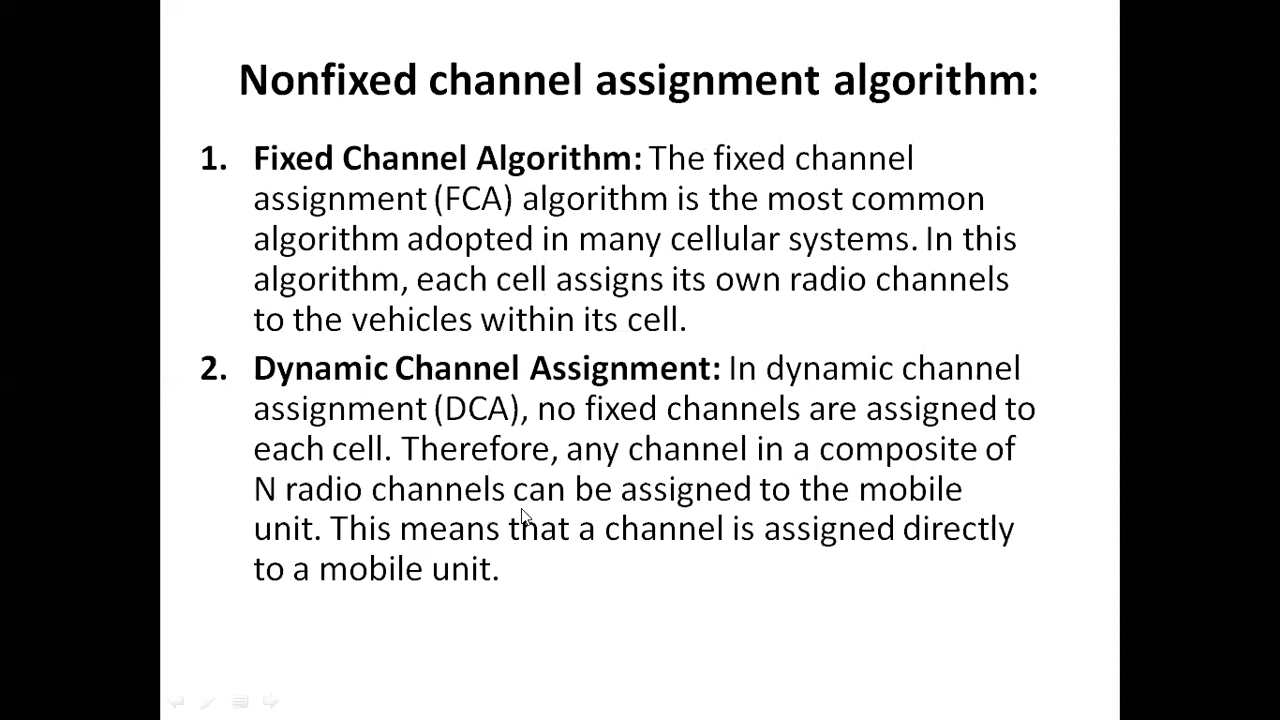 Nonfixed channel assignment algorithm:
1. Fixed Channel Algorithm: The fixed channel
assignment (FCA) algorithm is the most common
algorithm adopted in many cellular systems. In this
algorithm, each cell assigns its own radio channels
to the vehicles within its cell.
2. Dynamic Channel Assignment: In dynamic channel
assignment (DCA), no fixed channels are assigned to
each cell. Therefore, any channel in a composite of
N radio channels can be assigned to the mobile
unit. This means that a channel is assigned directly
to a mobile unit.